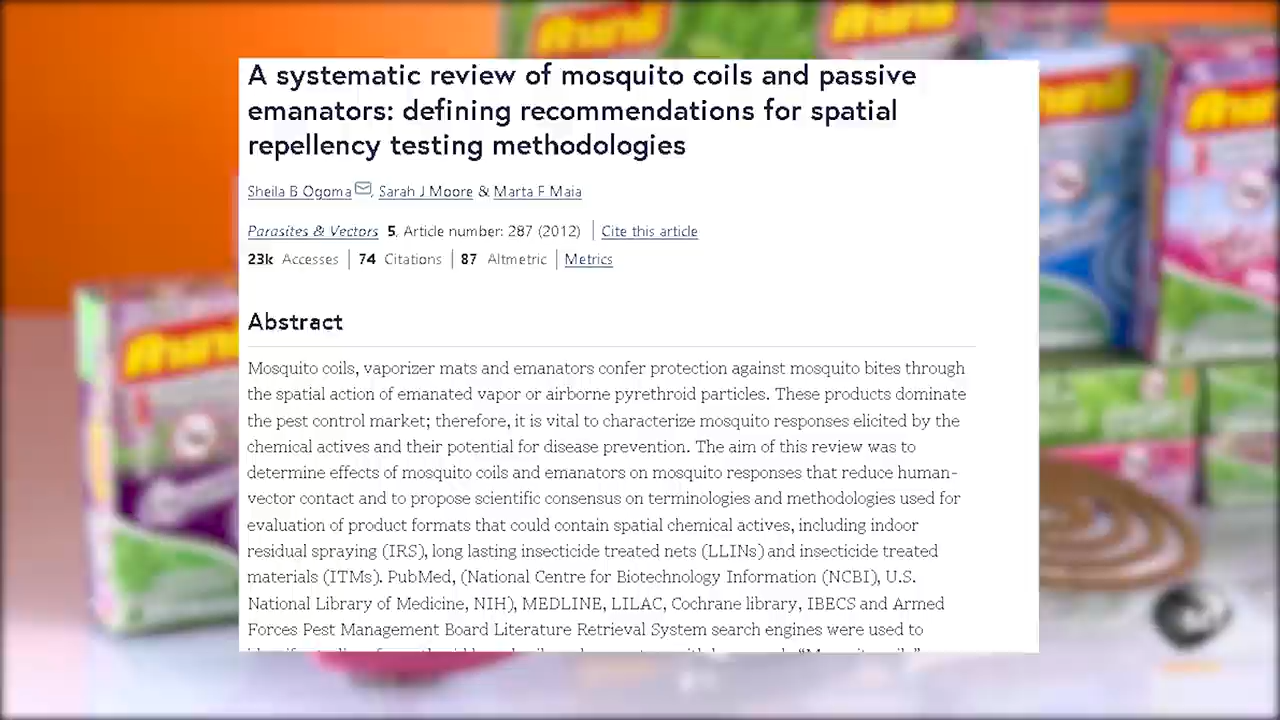 A systematic review of mosquito coils and passive
emanators: defining recommendations for spatial
repellency testing methodologies
Sheila B Ogoma, Sarah J Moore & Marta F Maia
Parasites & Vectors 5, Article number: 287 (2012) | Cite this article
23k Accesses | 74 Citations | 87 Altmetric | Metrics
Abstract
Mosquito coils, vaporizer mats and emanators confer protection against mosquito bites through
the spatial action of emanated vapor or airborne pyrethroid particles. These products dominate
the pest control market; therefore, it is vital to characterize mosquito responses elicited by the
chemical actives and their potential for disease prevention. The aim of this review was to
determine effects of mosquito coils and emanators on mosquito responses that reduce human-
vector contact and to propose scientific consensus on terminologies and methodologies used for
evaluation of product formats that could contain spatial chemical actives, including indoor
residual spraying (IRS), long lasting insecticide treated nets (LLINs) and insecticide treated
materials (ITMs). PubMed, (National Centre for Biotechnology Information (NCBI), U.S.
National Library of Medicine, NIH), MEDLINE, LILAC, Cochrane library, IBECS and Armed
Forces Pest Management Board Literature Retrieval System search engines were used to